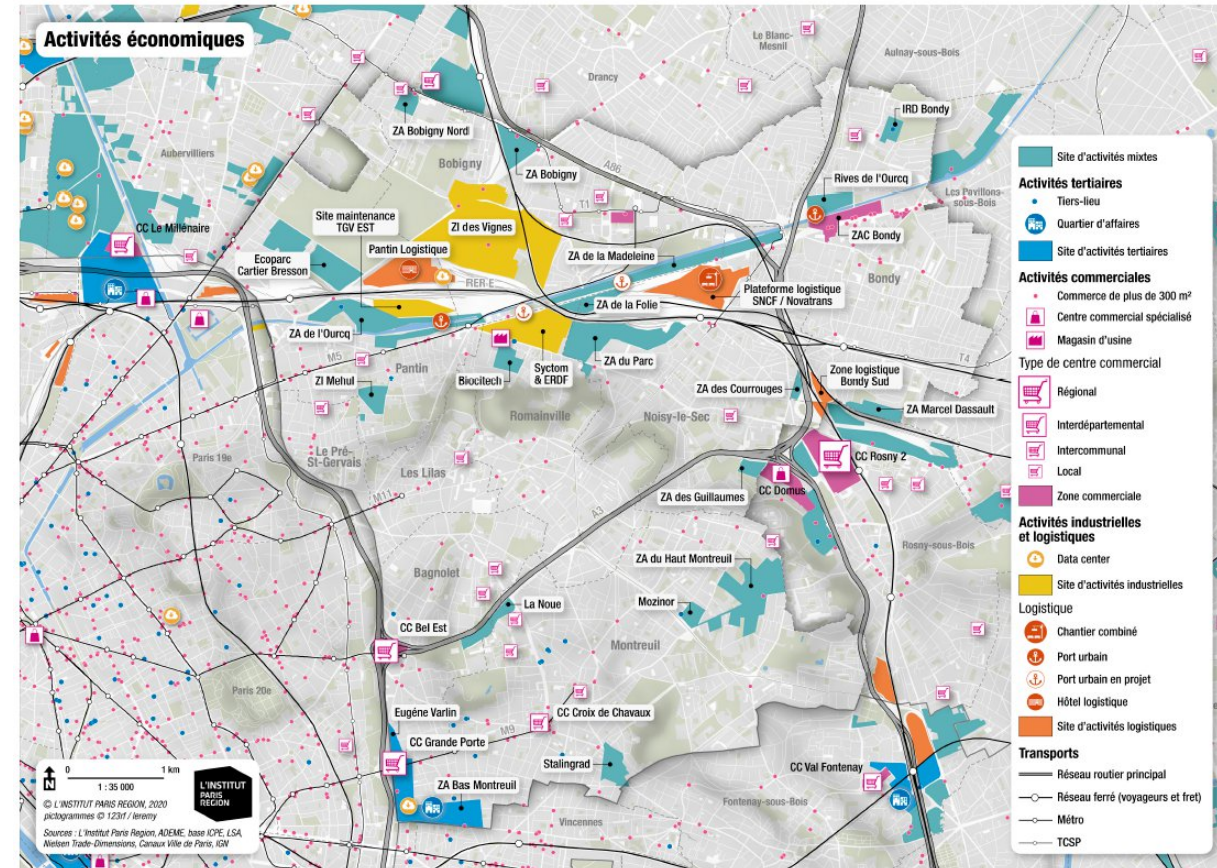 Activités économiques
Le Blanc-
Mesnil
Aulnay-sous-Bois
Drancy
IRD Bondy
ZA Bobigny Nord
Aubervilliers
Bobigny
A86
ZA Bobigny
Rives de l'Ourcq
Les Pavillons-
sous-Bois
T1
CC Le Millénaire
Site maintenance
TGV EST
ZI des Vignes
ZAC Bondy
Pantin Logistique
ZA de la Madeleine
Ecoparc
Cartier Bresson
Bondy
RER E
Plateforme logistique
SNCF / Novatrans
ZA de la Folie
ZA de l'Ourcq
M5
Pantin
T4
ZA du Parc
Biocitech
Syctom
& ERDF
ZI Mehul
Zone logistique
Bondy Sud
ZA des Courrouges
Romainville
Noisy-le-Sec
ZA Marcel Dassault
Paris 19e
Le Pré-
St-Gervais
Les Lilas
CC Rosny 2
M11
ZA des Guillaumes
CC Domus
A3
Rosny-sous-Bois
ZA du Haut Montreuil
Bagnolet
La Noue
Mozinor
CC Bel Est
Montreuil
Paris 20e
Eugène Varlin
CC Croix de Chavaux
M9
CC Grande Porte
Stalingrad
CC Val Fontenay
ZA Bas Montreuil
Fontenay-sous-Bois
Vincennes
Site d'activités mixtes
Activités tertiaires
Tiers-lieu
Quartier d'affaires
Site d'activités tertiaires
Activités commerciales
Commerce de plus de 300 m²
Centre commercial spécialisé
Magasin d'usine
Type de centre commercial
Régional
Interdépartemental
Intercommunal
Local
Zone commerciale
Activités industrielles
et logistiques
Data center
Site d'activités industrielles
Logistique
Chantier combiné
Port urbain
Port urbain en projet
Hôtel logistique
Site d'activités logistiques
Transports
Réseau routier principal
Réseau ferré (voyageurs et fret)
Métro
TCSP
N
0 1 km
1 : 35 000
L'INSTITUT
PARIS
REGION
© L'INSTITUT PARIS REGION, 2020
pictogrammes © 123rf / leremy
Sources : L'Institut Paris Region, ADEME, base ICPE, LSA,
Nielsen Trade-Dimensions, Canaux Ville de Paris, IGN